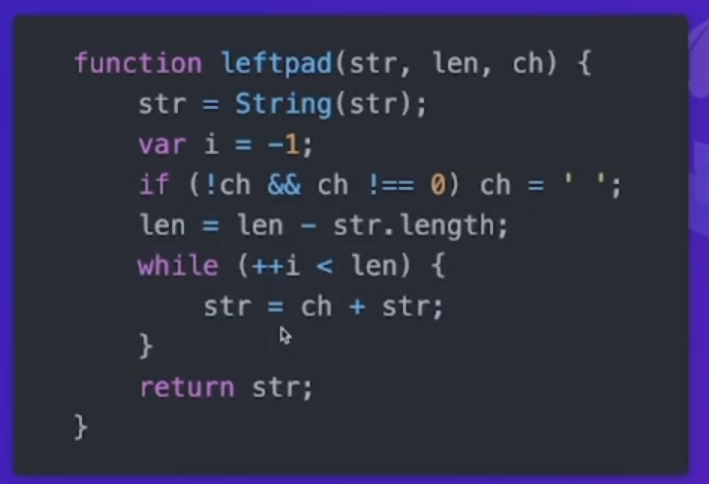 function leftpad(str, len, ch) {
    str = String(str);
    var i = -1;
    if (!ch && ch !== 0) ch = ' ';
    len = len - str.length;
    while (++i < len) {
        str = ch + str;
    }
    return str;
}